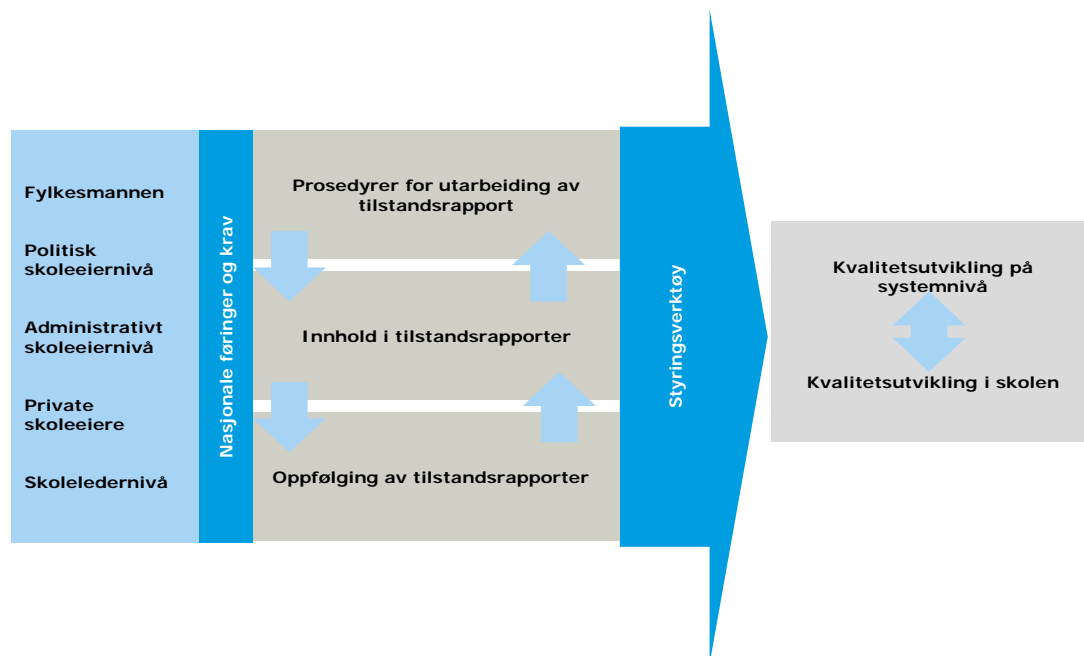 Fylkesmannen
Politisk
skoleeiernivå
Administrativt
skoleeiernivå
Private
skoleeiere
Skoleledernivå
Nasjonale føringer og krav
Prosedyrer for utarbeiding av
tilstandsrapport
Innhold i tilstandsrapporter
Oppfølging av tilstandsrapporter
Styringsverktøy
Kvalitetsutvikling på
systemnivå
Kvalitetsutvikling i skolen